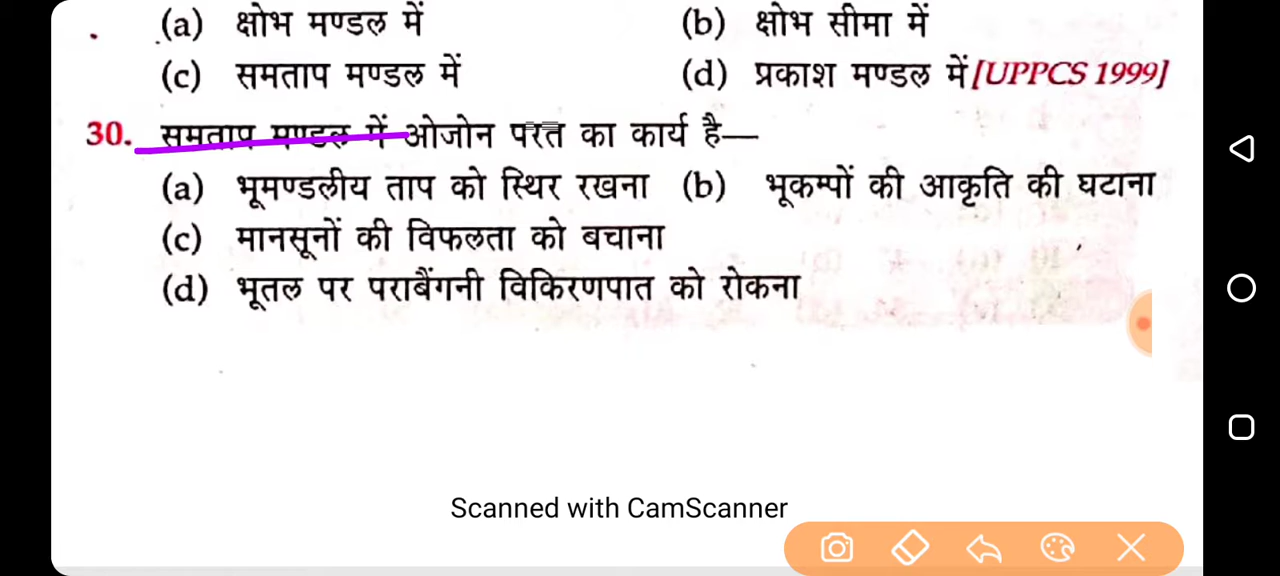 (a) क्षोभ मण्डल में (b) क्षोभ सीमा में
(c) समताप मण्डल में (d) प्रकाश मण्डल में [UPPCS 1999]
30. समताप मण्डल में ओजोन परत का कार्य है—
(a) भूमण्डलीय ताप को स्थिर रखना (b) भूकम्पों की आकृति की घटाना
(c) मानसूनों की विफलता को बचाना
(d) भूतल पर पराबैंगनी विकिरणपात को रोकना
Scanned with CamScanner